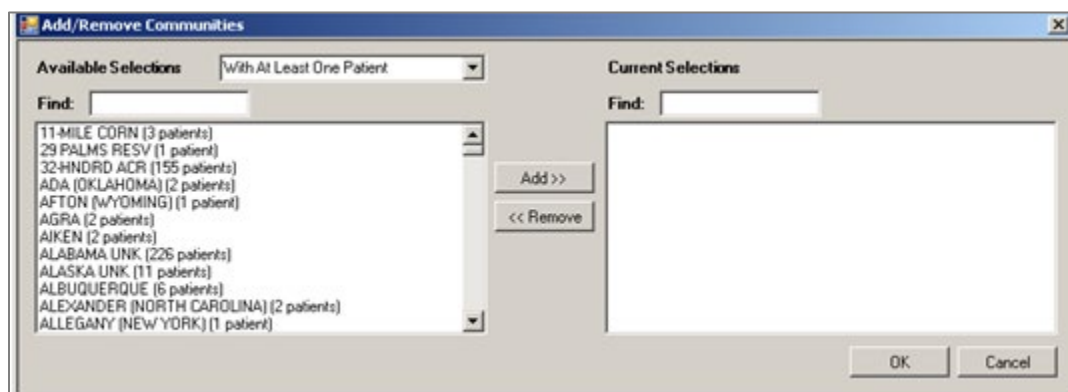 Add/Remove Communities
Available Selections With At Least One Patient Current Selections
Find: Find:
11-MILE CORN (3 patients)
29 PALMS RESV (1 patient)
32-HNDRD ACR (155 patients)
ADA (OKLAHOMA) (2 patients)
AFTON (WYOMING) (1 patient)
AGRA (2 patients)
AIKEN (2 patients)
ALABAMA UNK (226 patients)
ALASKA UNK (11 patients)
ALBUQUERQUE (6 patients)
ALEXANDER (NORTH CAROLINA) (2 patients)
ALLEGANY (NEW YORK) (1 patient)
Add >>
<< Remove
OK Cancel